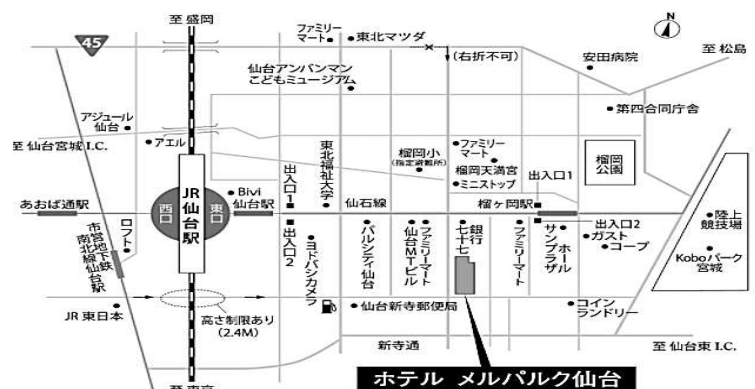 至 盛岡
N
45
ファミリー
マート
東北マツダ
(右折不可)
安田病院
至 松島
仙台アンパンマン
こどもミュージアム
アジュール
仙台
第四合同庁舎
至 仙台宮城 I.C.
アエル
出入口1
東北福祉大学
榴岡小
(指定避難所)
ファミリー
マート
榴岡天満宮
ミニストップ
出入口1
榴岡
公園
Bivi
あおば通駅
西口
JR仙台駅
東口
仙台駅
仙石線
榴ヶ岡駅
市営地下鉄
南北線仙台駅
ロフト
出入口2
ヨドバシカメラ
パルシティ仙台
仙台MTビル
ファミリーマート
七十七
銀行
ファミリーマート
サンプラザ
ホール
出入口2
ガスト
コープ
陸上
競技場
Koboパーク
宮城
JR 東日本
高さ制限あり
(2.4M)
仙台新寺郵便局
コイン
ランドリー
新寺通
至 仙台東 I.C.
至 東京
ホテル メルパルク仙台